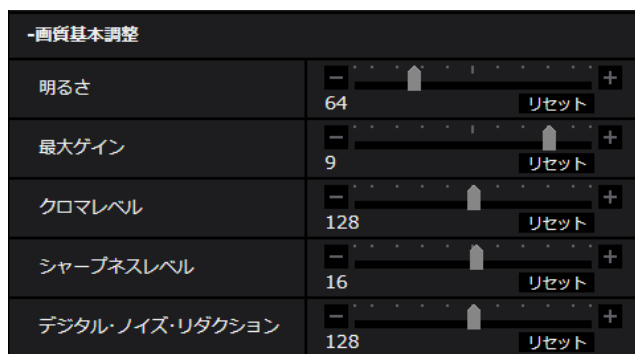 -画質基本調整
明るさ
64 リセット
最大ゲイン
9 リセット
クロマレベル
128 リセット
シャープネスレベル
16 リセット
デジタル・ノイズ・リダクション
128 リセット